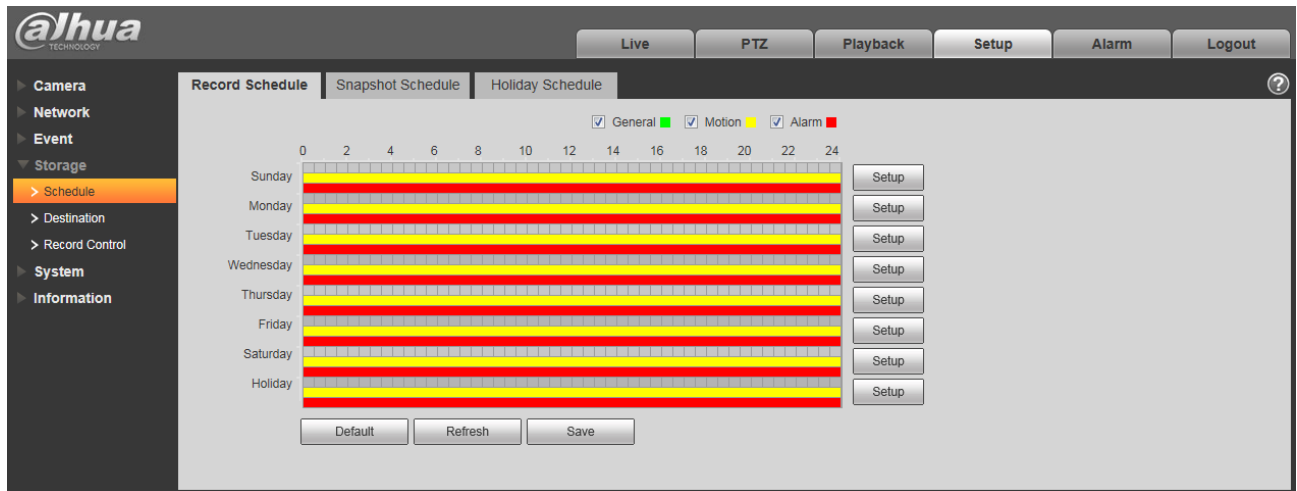 alhua
TECHNOLOGY
Live PTZ Playback Setup Alarm Logout
Camera
Network
Event
Storage
Schedule
Destination
Record Control
System
Information
Record Schedule Snapshot Schedule Holiday Schedule ?
General Motion Alarm
0 2 4 6 8 10 12 14 16 18 20 22 24
Sunday Setup
Monday Setup
Tuesday Setup
Wednesday Setup
Thursday Setup
Friday Setup
Saturday Setup
Holiday Setup
Default Refresh Save